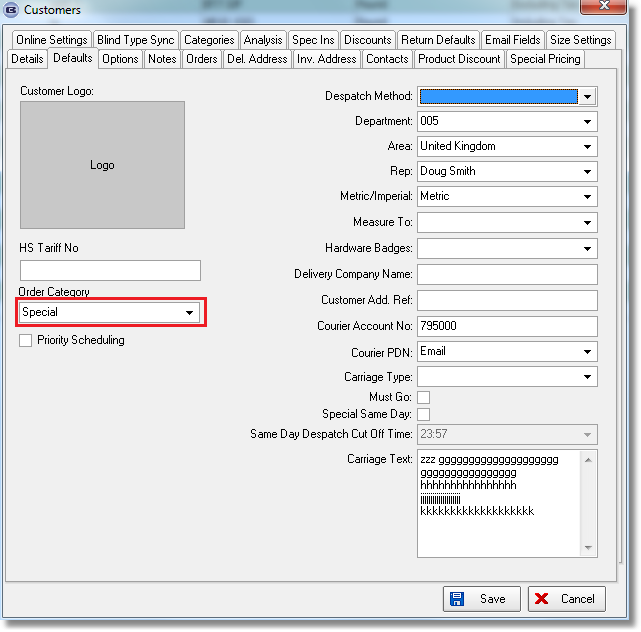 Customers
Online Settings Blind Type Sync Categories Analysis Spec Ins Discounts Return Defaults Email Fields Size Settings
Details Defaults Options Notes Orders Del. Address Inv. Address Contacts Product Discount Special Pricing
Customer Logo:
Logo
HS Tariff No
Order Category
Special
Priority Scheduling
Despatch Method:
Department: 005
Area: United Kingdom
Rep: Doug Smith
Metric/Imperial: Metric
Measure To:
Hardware Badges:
Delivery Company Name:
Customer Add. Ref:
Courier Account No: 795000
Courier PDN: Email
Carriage Type:
Must Go:
Special Same Day:
Same Day Despatch Cut Off Time: 23:57
Carriage Text: zzz gggggggggggggggggggg
gggggggggggggggg
hhhhhhhhhhhhhhhh
kkkkkkkkkkkkkkkkkkk
Save Cancel